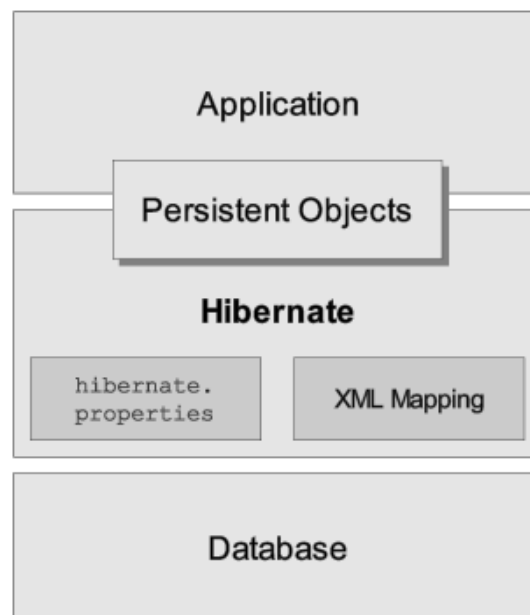 Application
Persistent Objects
Hibernate
hibernate.
properties
XML Mapping
Database